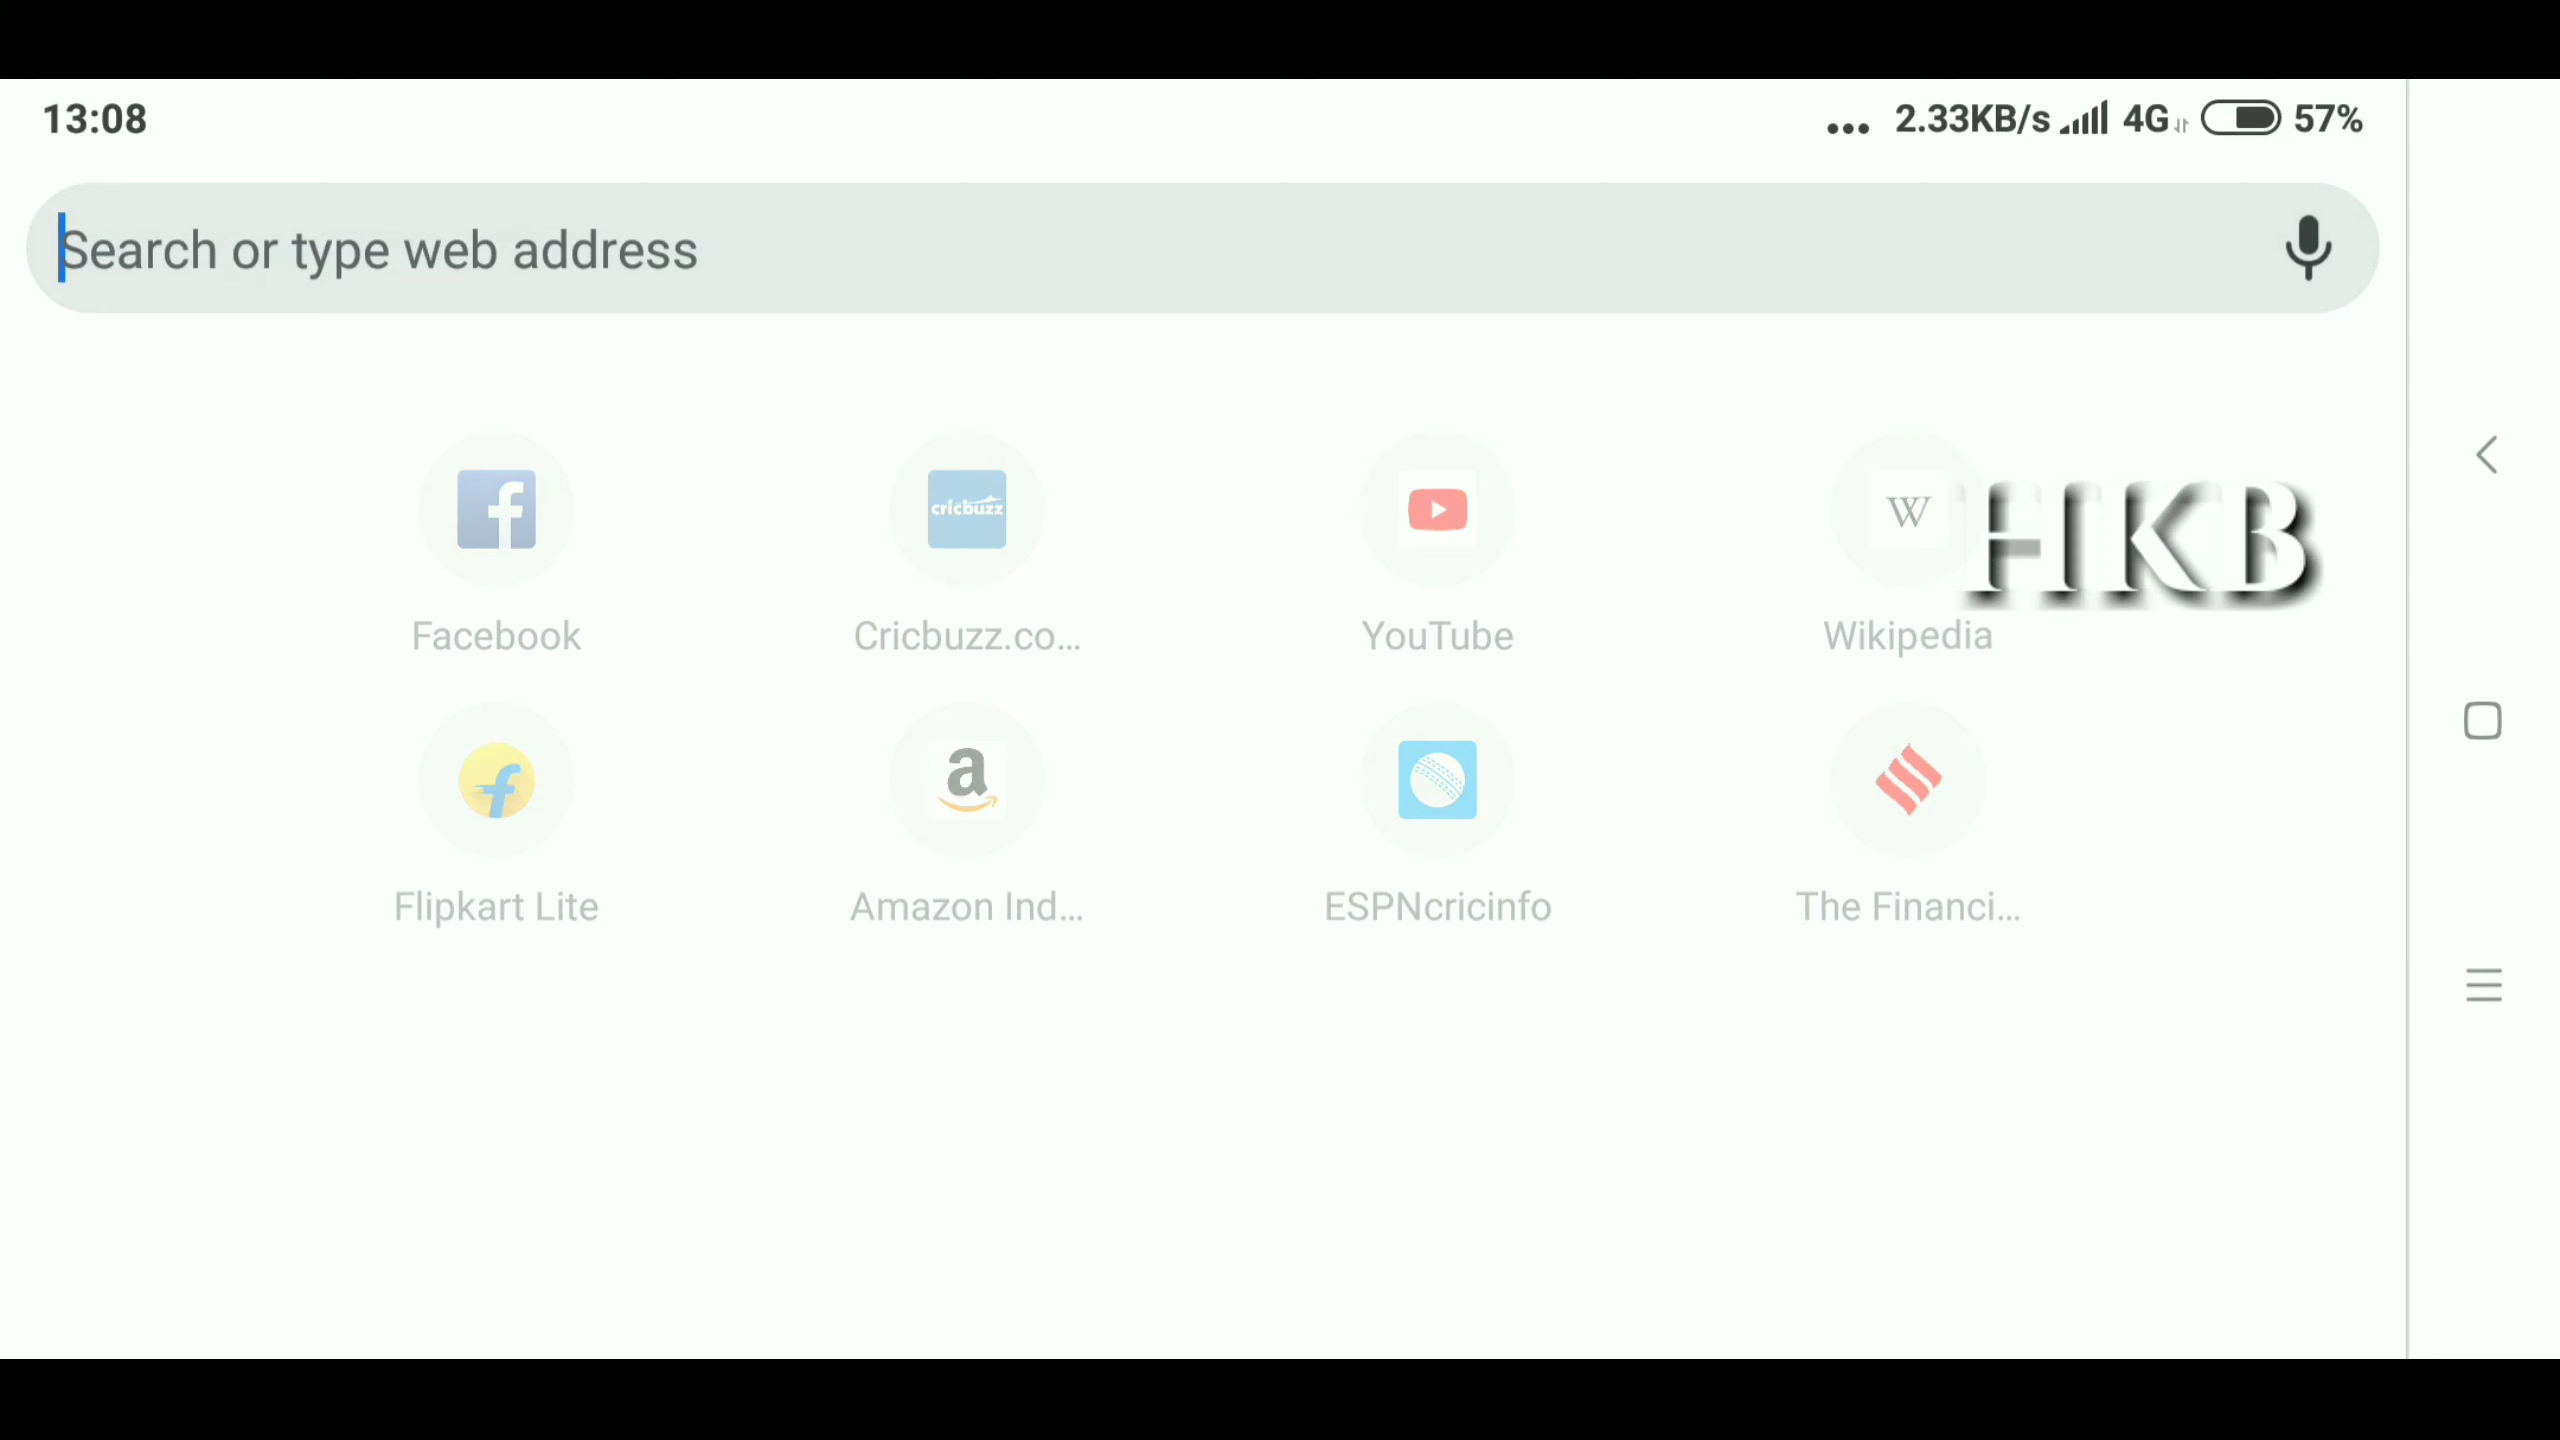 13:08
... 2.33KB/s 4G 57%
Search or type web address
f cricbuzz W HKB
Facebook Cricbuzz.co... YouTube Wikipedia
f a
Flipkart Lite Amazon Ind... ESPNcricinfo The Financi...